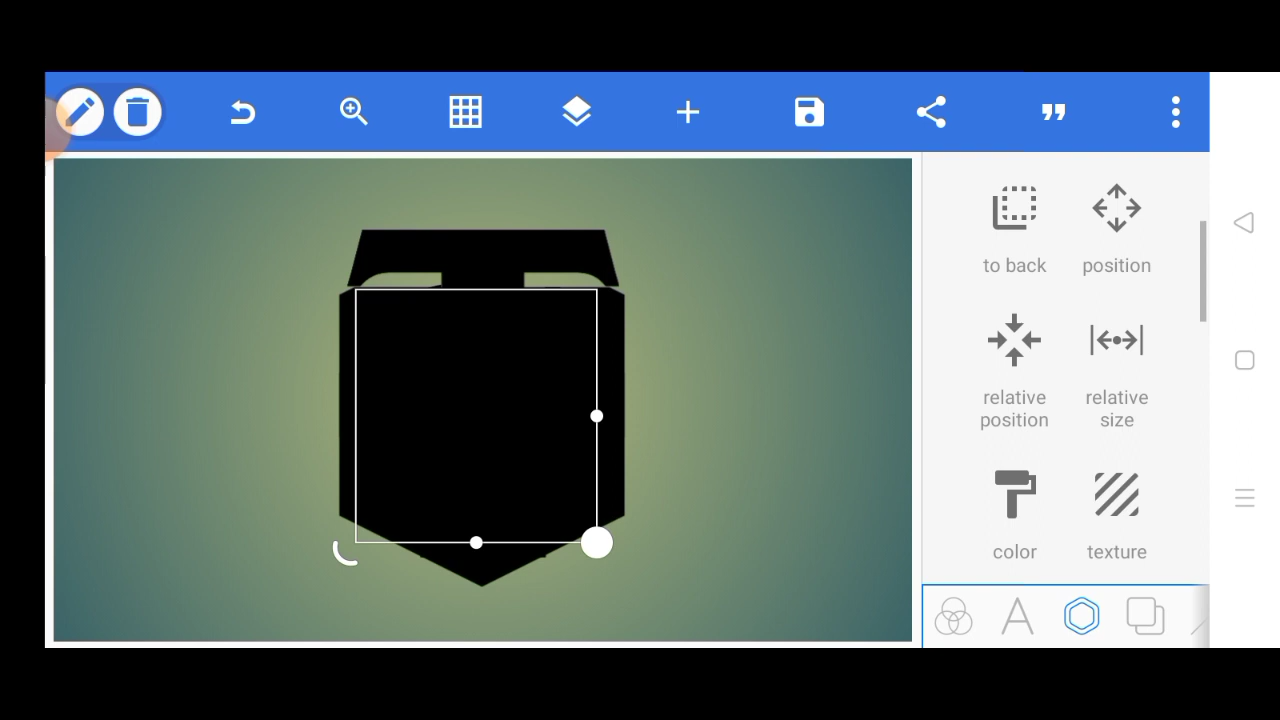 to back
position
relative
position
relative
size
color
texture